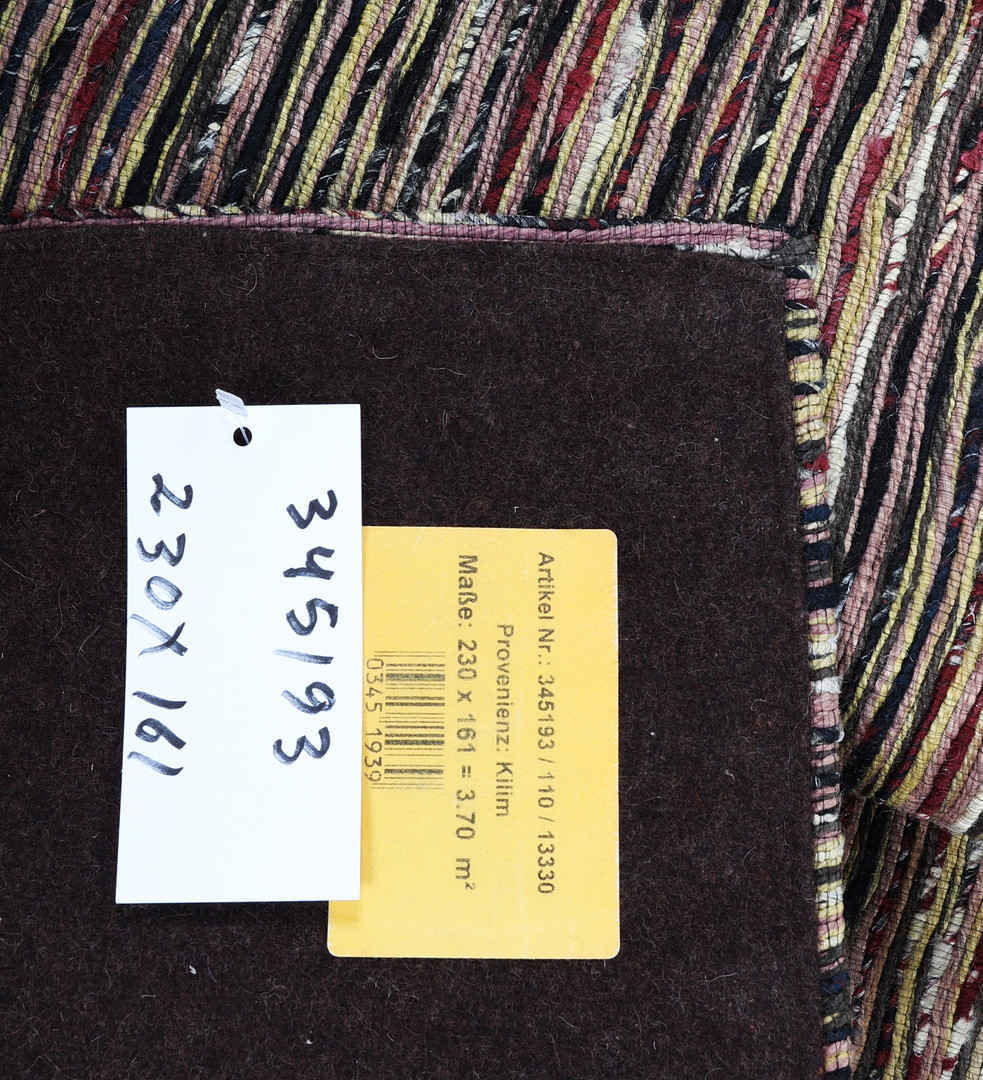 345193
230X161
Artikel Nr.: 345193 / 110 / 13330
Provenienz: Kilim
Maße: 230 x 161 = 3.70 m²
0345 1939